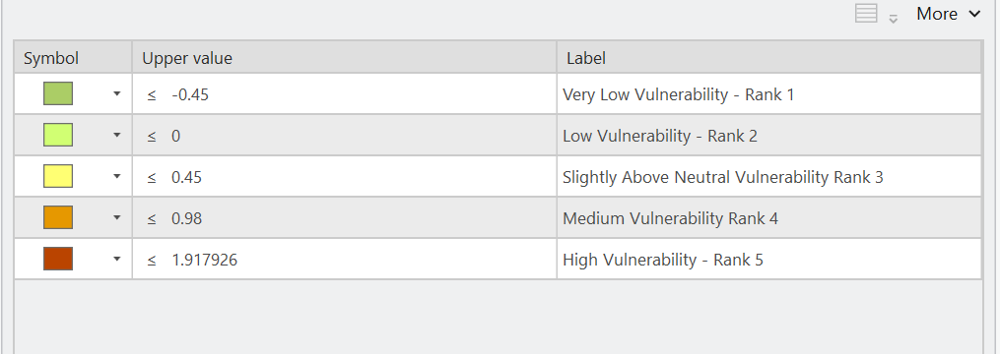 More
Symbol Upper value Label
≤ -0.45 Very Low Vulnerability - Rank 1
≤ 0 Low Vulnerability - Rank 2
≤ 0.45 Slightly Above Neutral Vulnerability Rank 3
≤ 0.98 Medium Vulnerability Rank 4
≤ 1.917926 High Vulnerability - Rank 5